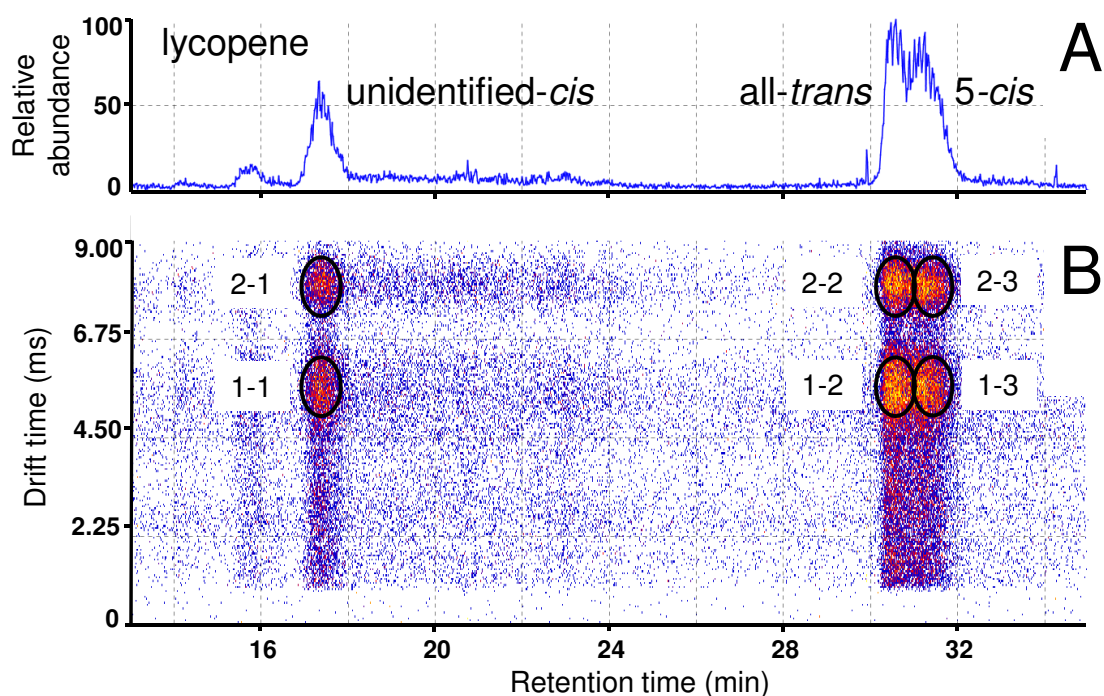 100
lycopene
A
unidentified-cis
all-trans
5-cis
50
Relative
abundance
0
9.00
2-1
2-2
2-3
B
6.75
1-1
1-2
1-3
Drift time (ms)
4.50
2.25
0
16
20
24
28
32
Retention time (min)